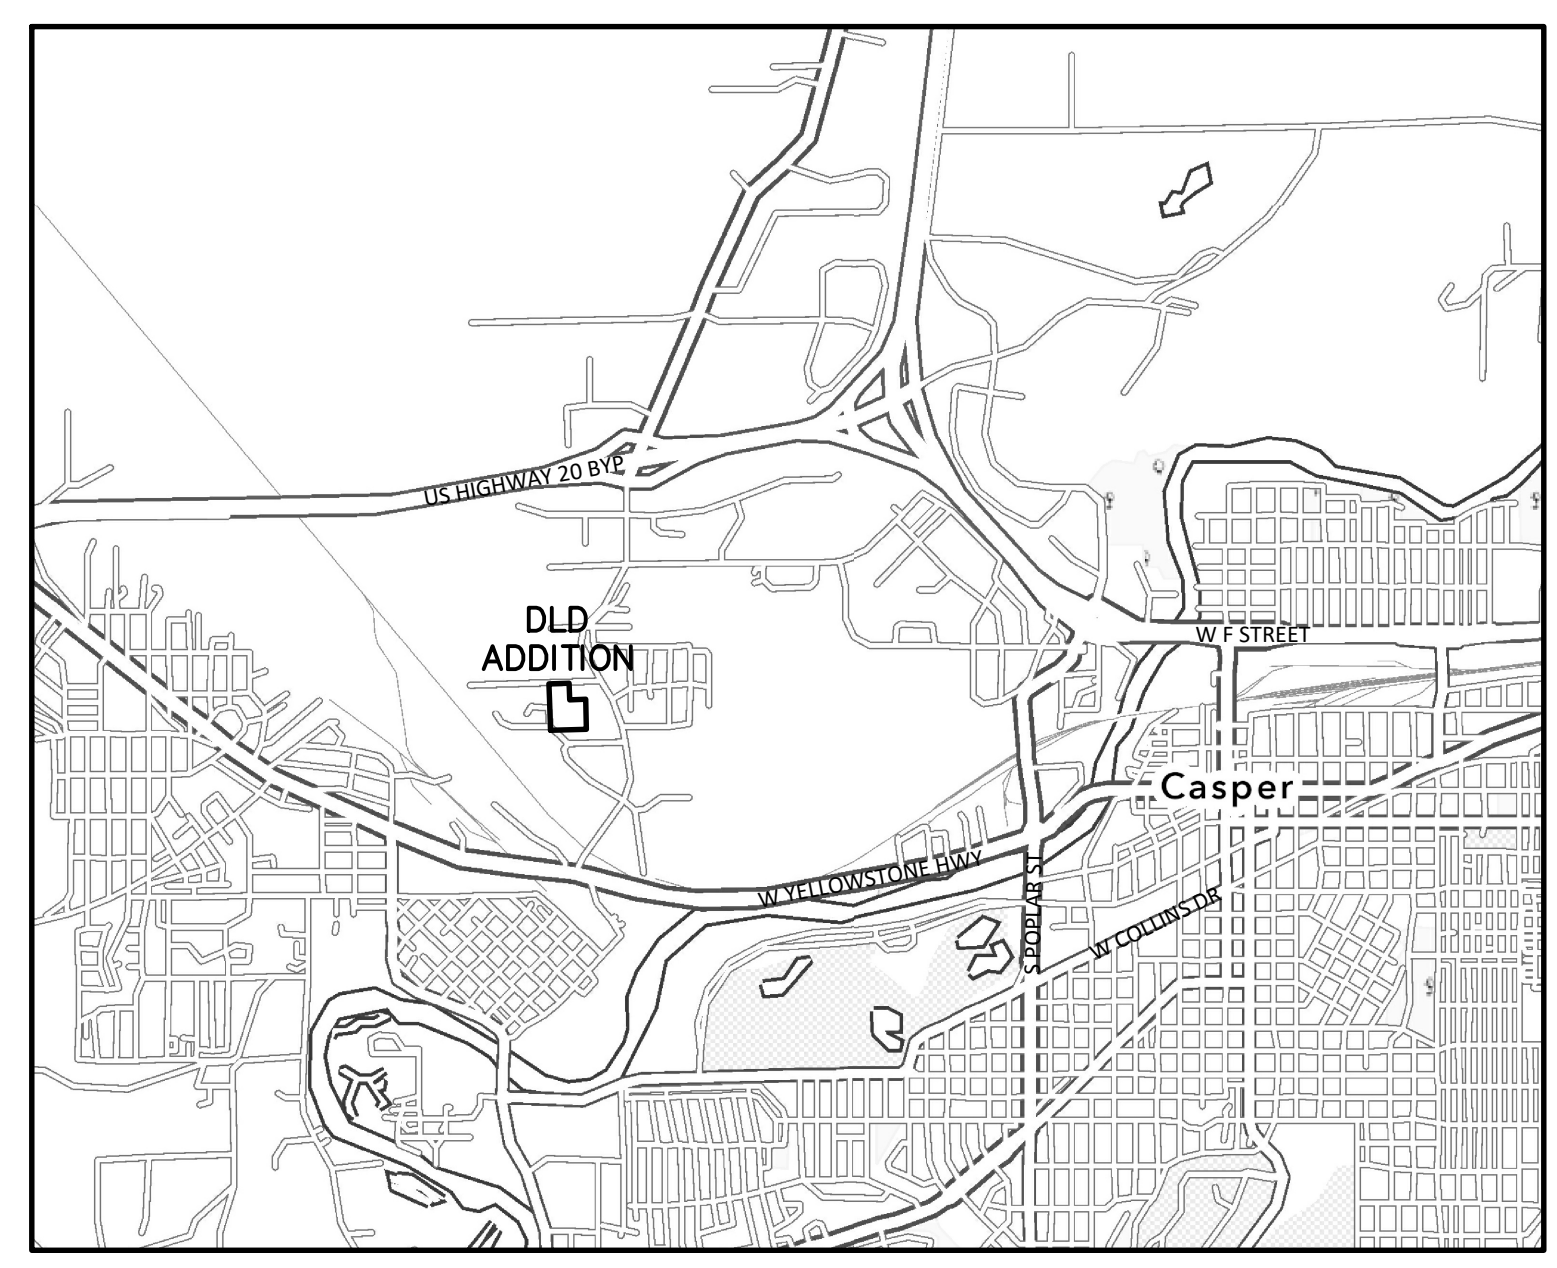 US HIGHWAY 20 BYP
DLD
ADDITION
W F STREET
Casper
W YELLOWSTONE HWY
S POPLAR ST
W COLLINS DR